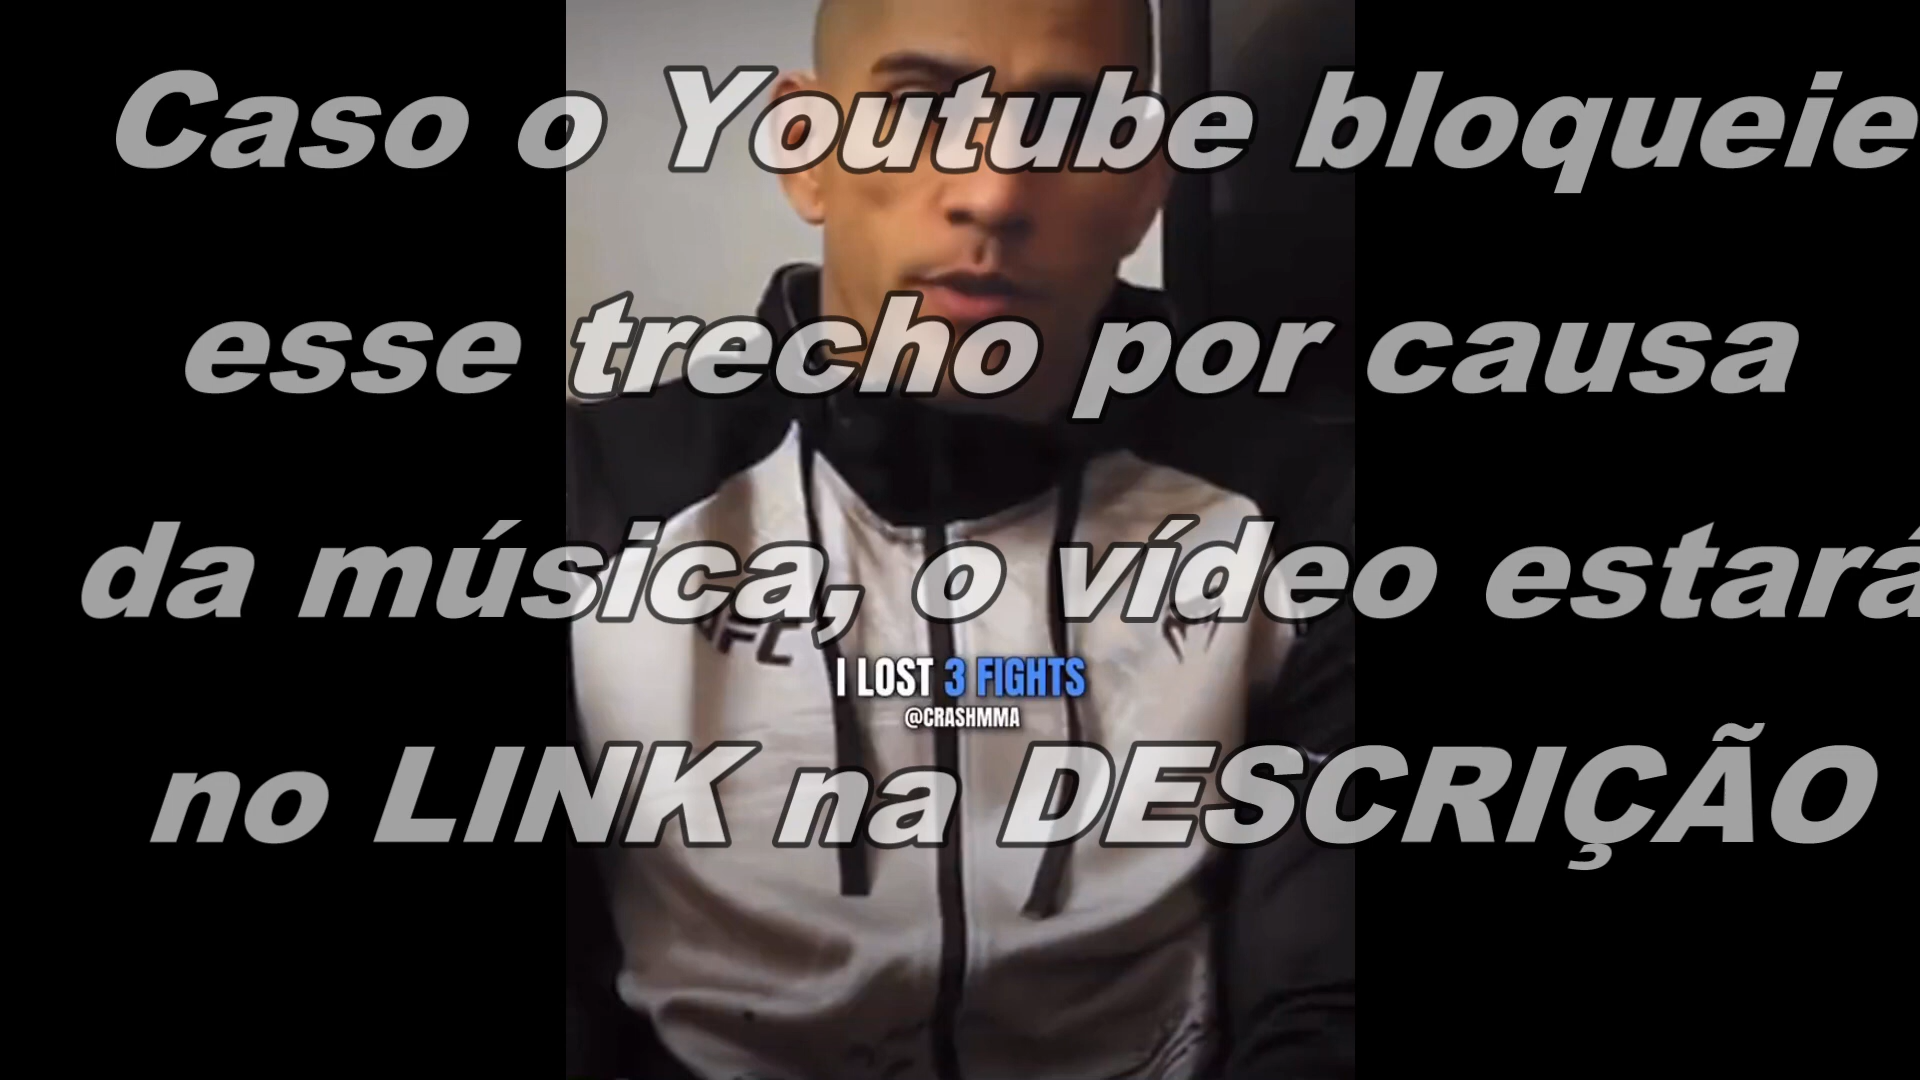 Caso o Youtube bloqueie
esse trecho por causa
da música, o vídeo estará
UFC
I LOST 3 FIGHTS
@CRASHMMA
no LINK na DESCRIÇÃO